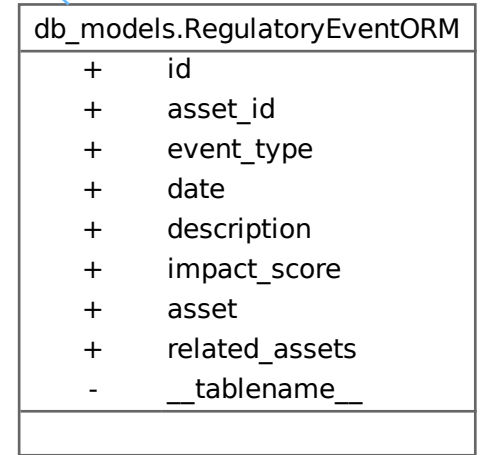 db_models.RegulatoryEventORM
+ id
+ asset_id
+ event_type
+ date
+ description
+ impact_score
+ asset
+ related_assets
- __tablename__